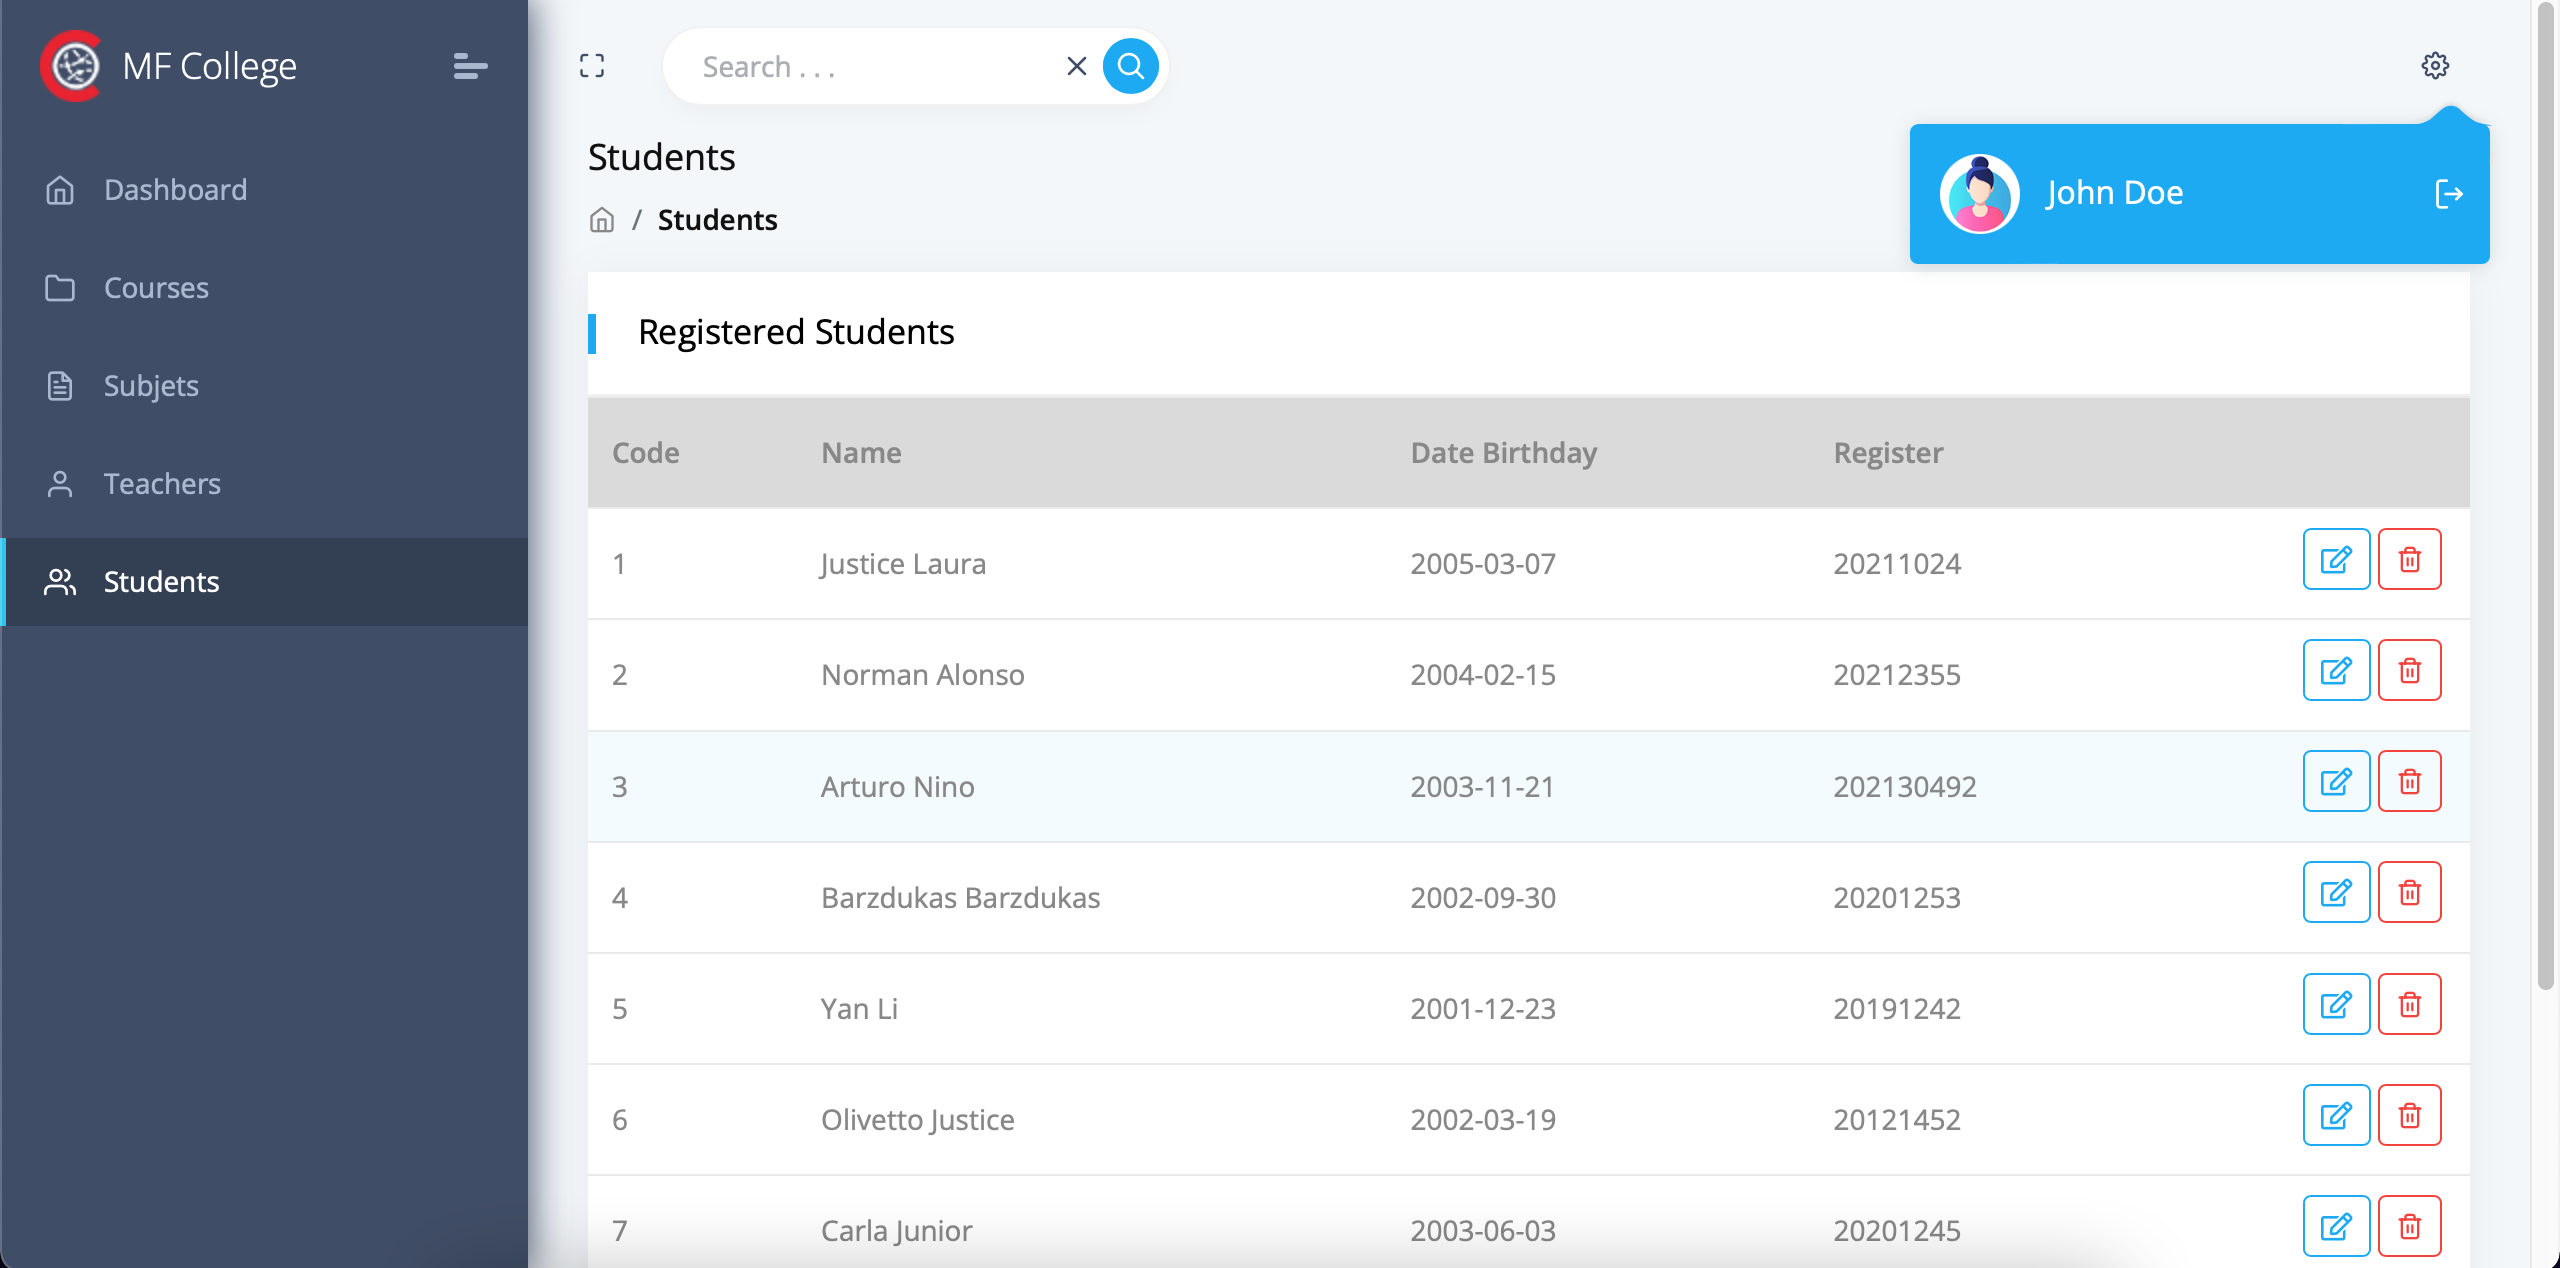 MF College
Search . . .
Dashboard
Courses
Subjets
Teachers
Students
Students
/ Students
John Doe
Registered Students
Code Name Date Birthday Register
1 Justice Laura 2005-03-07 20211024
2 Norman Alonso 2004-02-15 20212355
3 Arturo Nino 2003-11-21 202130492
4 Barzdukas Barzdukas 2002-09-30 20201253
5 Yan Li 2001-12-23 20191242
6 Olivetto Justice 2002-03-19 20121452
7 Carla Junior 2003-06-03 20201245